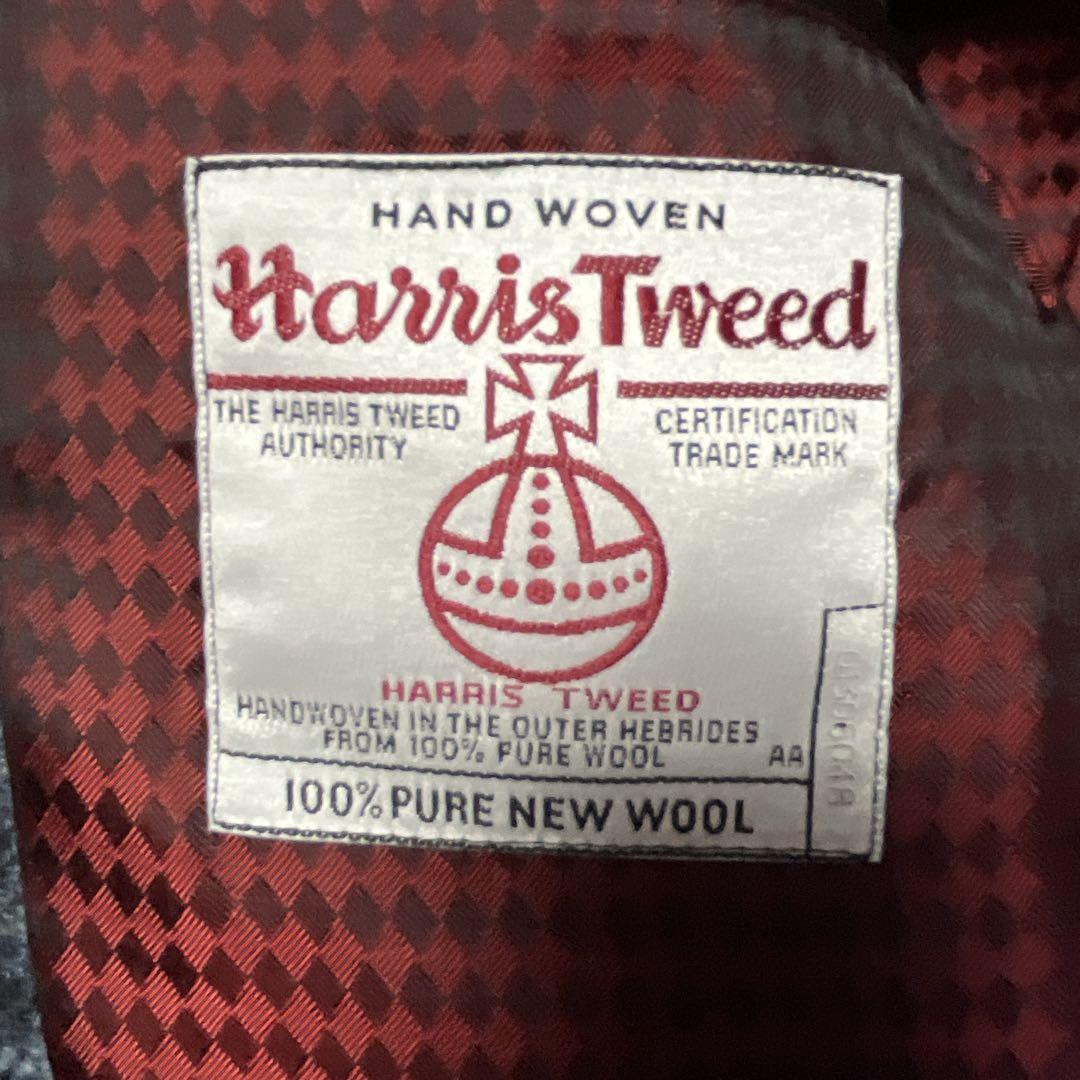 HAND WOVEN
Harris Tweed
THE HARRIS TWEED
AUTHORITY
CERTIFICATION
TRADE MARK
HARRIS TWEED
HANDWOVEN IN THE OUTER HEBRIDES
FROM 100% PURE WOOL
AA
100% PURE NEW WOOL